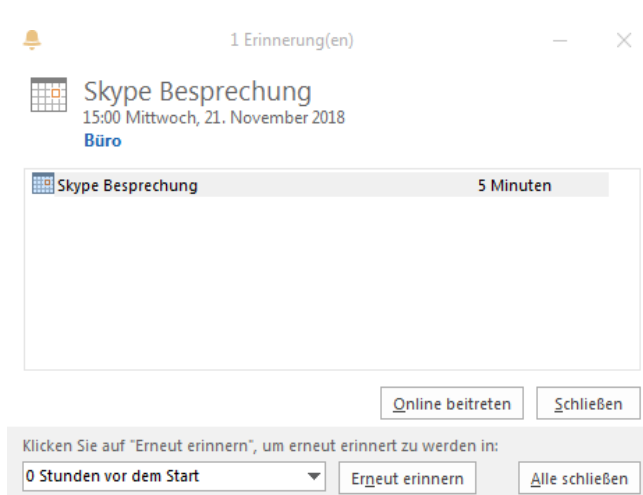 1 Erinnerung(en)
Skype Besprechung
15:00 Mittwoch, 21. November 2018
Büro
Skype Besprechung 5 Minuten
Online beitreten Schließen
Klicken Sie auf "Erneut erinnern", um erneut erinnert zu werden in:
0 Stunden vor dem Start Erneut erinnern Alle schließen